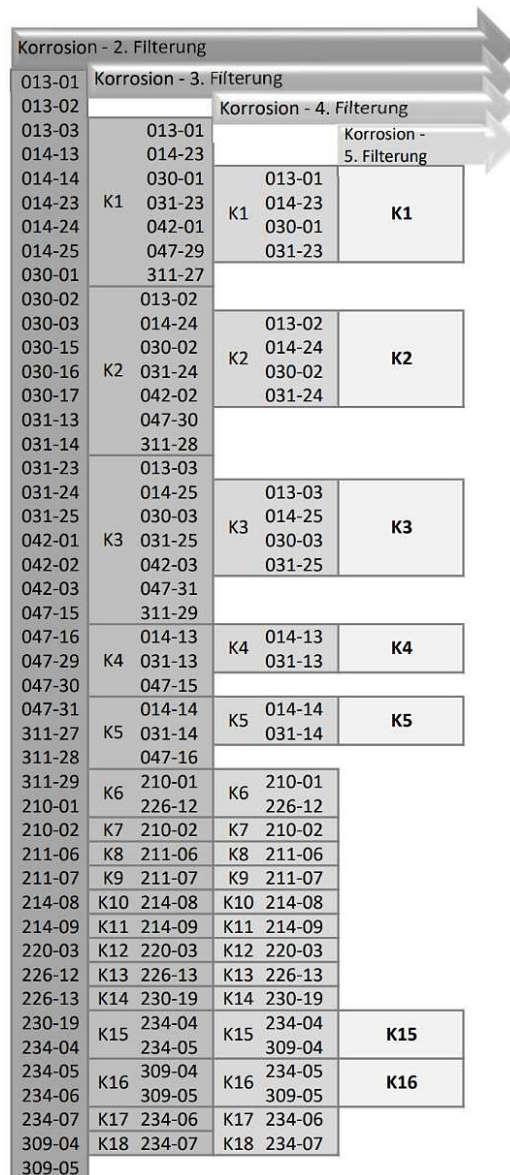 Korrosion - 2. Filterung
013-01
013-02
013-03
014-13
014-14
014-23
014-24
014-25
030-01
030-02
030-03
030-15
030-16
030-17
031-13
031-14
031-23
031-24
031-25
042-01
042-02
042-03
047-15
047-16
047-29
047-30
047-31
311-27
311-28
311-29
210-01
210-02
211-06
211-07
214-08
214-09
220-03
226-12
226-13
230-19
234-04
234-05
234-06
234-07
309-04
309-05
Korrosion - 3. Filterung
K1
013-01
014-23
030-01
031-23
042-01
047-29
311-27
K2
013-02
014-24
030-02
031-24
042-02
047-30
311-28
K3
013-03
014-25
030-03
031-25
042-03
047-31
311-29
K4
014-13
031-13
047-15
K5
014-14
031-14
047-16
K6
210-01
226-12
K7 210-02
K8 211-06
K9 211-07
K10 214-08
K11 214-09
K12 220-03
K13 226-13
K14 230-19
K15
234-04
234-05
K16
309-04
309-05
K17 234-06
K18 234-07
Korrosion - 4. Filterung
K1
013-01
014-23
030-01
031-23
K2
013-02
014-24
030-02
031-24
K3
013-03
014-25
030-03
031-25
K4
014-13
031-13
K5
014-14
031-14
K6
210-01
226-12
K7 210-02
K8 211-06
K9 211-07
K10 214-08
K11 214-09
K12 220-03
K13 226-13
K14 230-19
K15
234-04
309-04
K16
234-05
309-05
K17 234-06
K18 234-07
Korrosion -
5. Filterung
K1
K2
K3
K4
K5
K15
K16